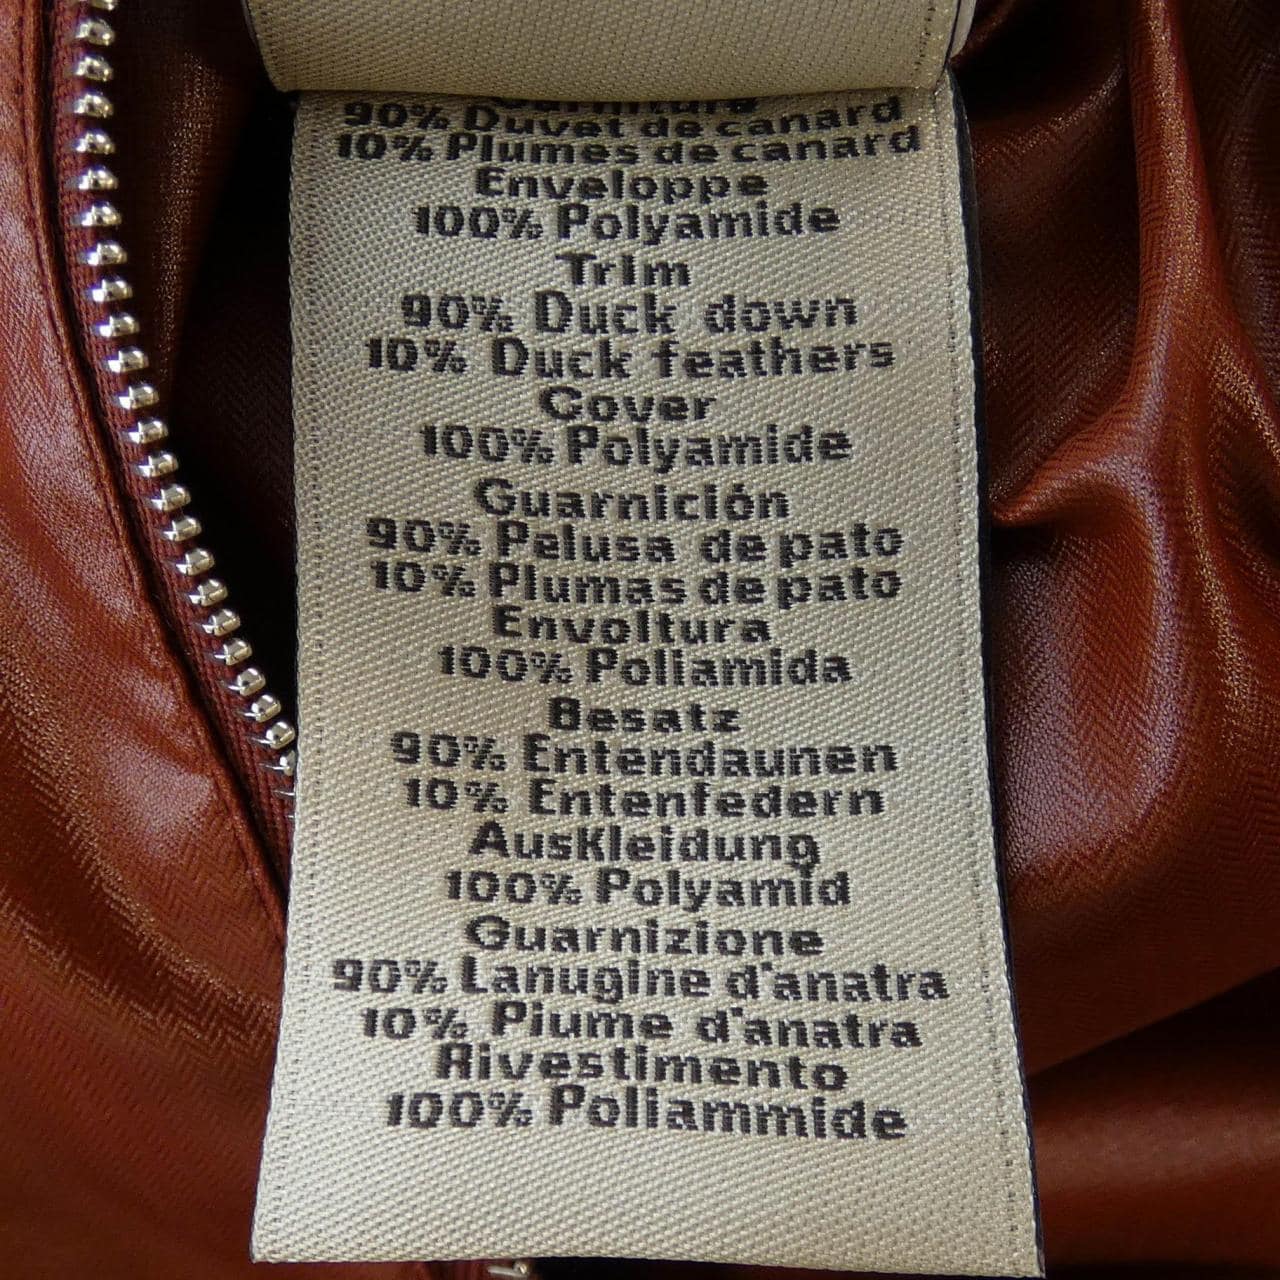 Garniture
90% Duvet de canard
10% Plumes de canard
Enveloppe
100% Polyamide
Trim
90% Duck down
10% Duck feathers
Cover
100% Polyamide
Guarnición
90% Pelusa de pato
10% Plumas de pato
Envoltura
100% Poliamida
Besatz
90% Entendaunen
10% Entenfedern
AusKleidung
100% Polyamid
Guarnizione
90% Lanugine d'anatra
10% Piume d'anatra
Rivestimento
100% Poliammide